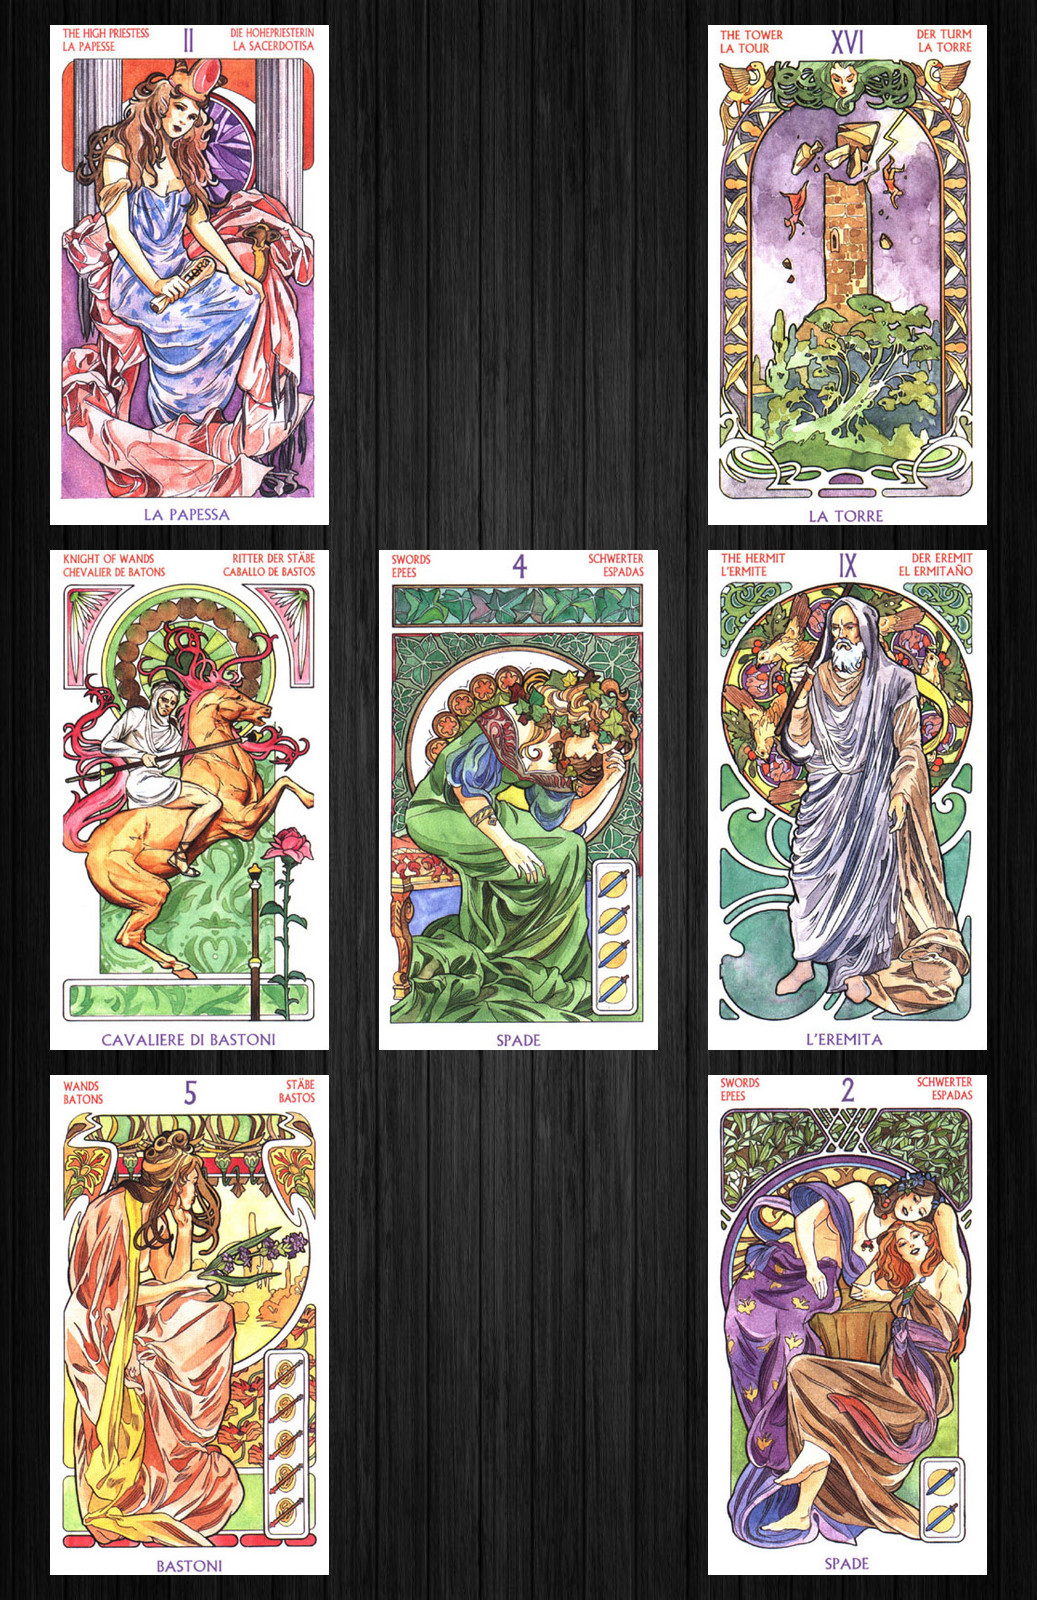 THE HIGH PRIESTESS II DIE HOHEPRIESTERIN
LA PAPESSE LA SACERDOTISA
TORA
LA PAPESSA
THE TOWER XVI DER TURM
LA TOUR LA TORRE
LA TORRE
KNIGHT OF WANDS RITTER DER STÄBE
CHEVALIER DE BATONS CABALLO DE BASTOS
CAVALIERE DI BASTONI
SWORDS 4 SCHWERTER
EPEES ESPADAS
SPADE
THE HERMIT IX DER EREMIT
L'ERMITE EL ERMITAÑO
L'EREMITA
WANDS 5 STÄBE
BATONS BASTOS
BASTONI
SWORDS 2 SCHWERTER
EPEES ESPADAS
SPADE